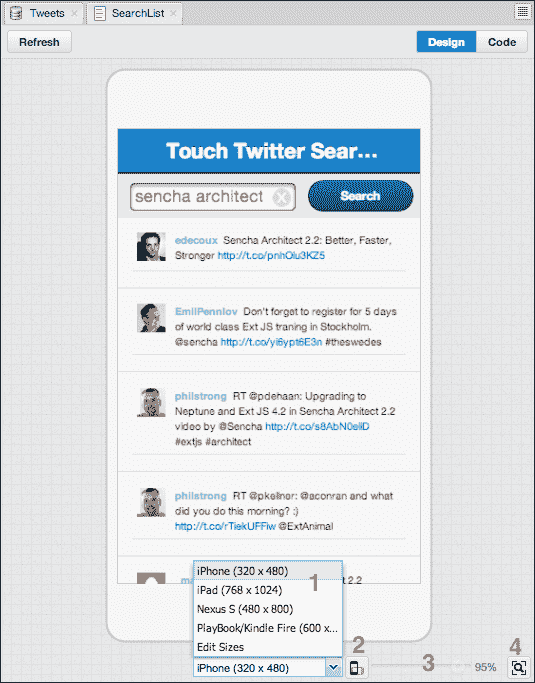 Tweets
SearchList
Refresh
Design
Code
Touch Twitter Sear...
sencha architect
Search
edecoux Sencha Architect 2.2: Better, Faster,
Stronger http://t.co/pnhOlu3KZ5
EmilPennlov Don't forget to register for 5 days
of world class Ext JS traning in Stockholm.
@sencha http://t.co/yi6ypt6E3n #theswedes
philstrong RT @pdehaan: Upgrading to
Neptune and Ext JS 4.2 in Sencha Architect 2.2
video by @Sencha http://t.co/s8AbN0eliD
#extjs #architect
philstrong RT @pkellner: @aconran and what
did you do this morning? :)
http://t.co/rTiekUFFiw @ExtAnimal
2.2
iPhone (320 x 480)
1
iPad (768 x 1024)
Nexus S (480 x 800)
PlayBook/Kindle Fire (600 x...
Edit Sizes
iPhone (320 x 480)
2
3
95%
4